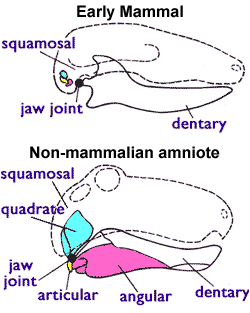 Early Mammal
squamosal
jaw joint
dentary
Non-mammalian amniote
squamosal
quadrate
jaw
joint
articular
angular
dentary